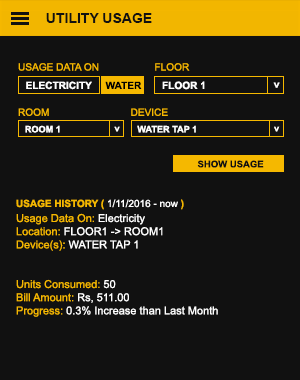 UTILITY USAGE
USAGE DATA ON FLOOR
ELECTRICITY WATER FLOOR 1 v
ROOM DEVICE
ROOM 1 v WATER TAP 1 v
SHOW USAGE
USAGE HISTORY ( 1/11/2016 - now )
Usage Data On: Electricity
Location: FLOOR1 -> ROOM1
Device(s): WATER TAP 1
Units Consumed: 50
Bill Amount: Rs, 511.00
Progress: 0.3% Increase than Last Month